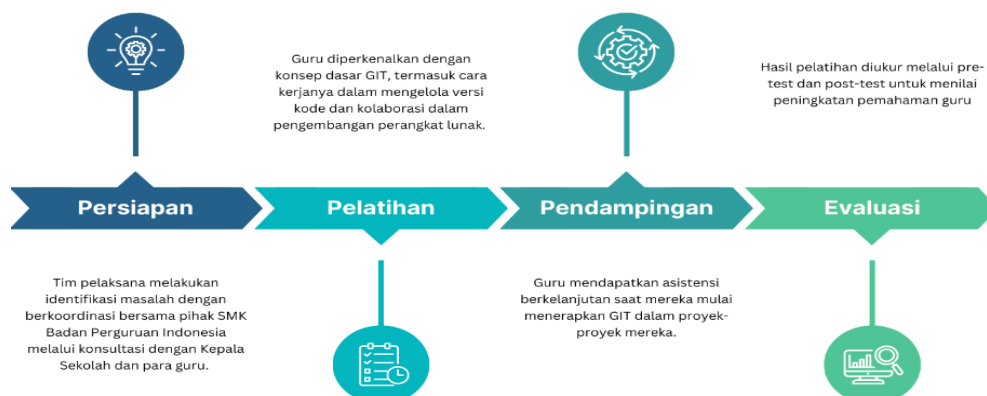 Guru diperkenalkan dengan
konsep dasar GIT, termasuk cara
kerjanya dalam mengelola versi
kode dan kolaborasi dalam
pengembangan perangkat lunak.
Hasil pelatihan diukur melalui pre-
test dan post-test untuk menilai
peningkatan pemahaman guru
Persiapan
Pelatihan
Pendampingan
Evaluasi
Tim pelaksana melakukan
identifikasi masalah dengan
berkoordinasi bersama pihak SMK
Badan Perguruan Indonesia
melalui konsultasi dengan Kepala
Sekolah dan para guru.
Guru mendapatkan asistensi
berkelanjutan saat mereka mulai
menerapkan GIT dalam proyek-
proyek mereka.